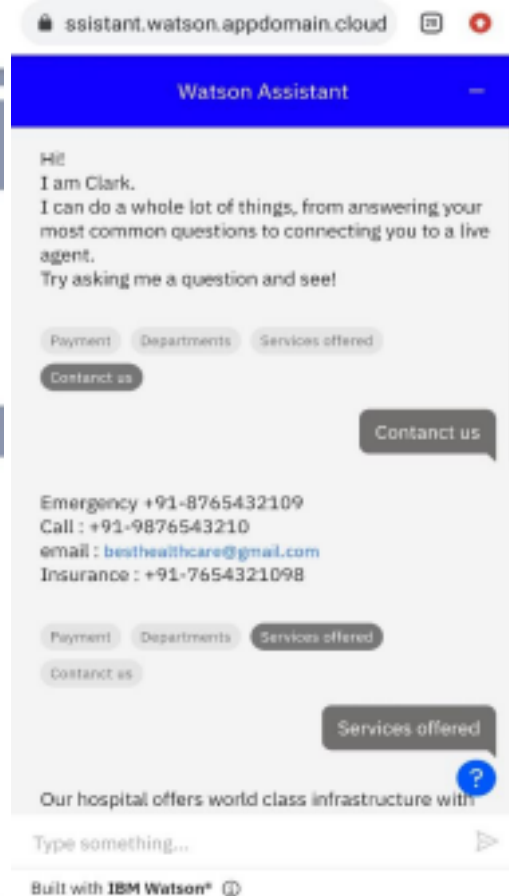 ssistant.watson.appdomain.cloud
Watson Assistant
Hi!
I am Clark.
I can do a whole lot of things, from answering your
most common questions to connecting you to a live
agent.
Try asking me a question and see!
Payment Departments Services offered
Contanct us
Contanct us
Emergency +91-8765432109
Call : +91-9876543210
email : besthealthcare@gmail.com
Insurance : +91-7654321098
Payment Departments Services offered
Contanct us
Services offered
?
Our hospital offers world class infrastructure with
Type something...
Built with IBM Watson®